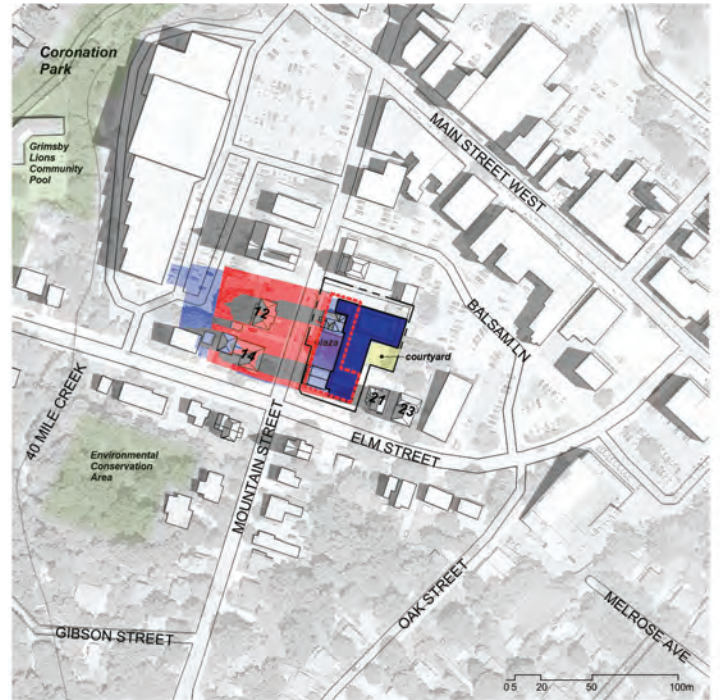 Coronation
Park
Grimsby
Lions
Community
Pool
MAIN STREET WEST
BALSAM LN
12
plaza
14
courtyard
21
23
ELM STREET
40 MILE CREEK
Environmental
Conservation
Area
MOUNTAIN STREET
OAK STREET
MELROSE AVE
GIBSON STREET
0 5 20 50 100m